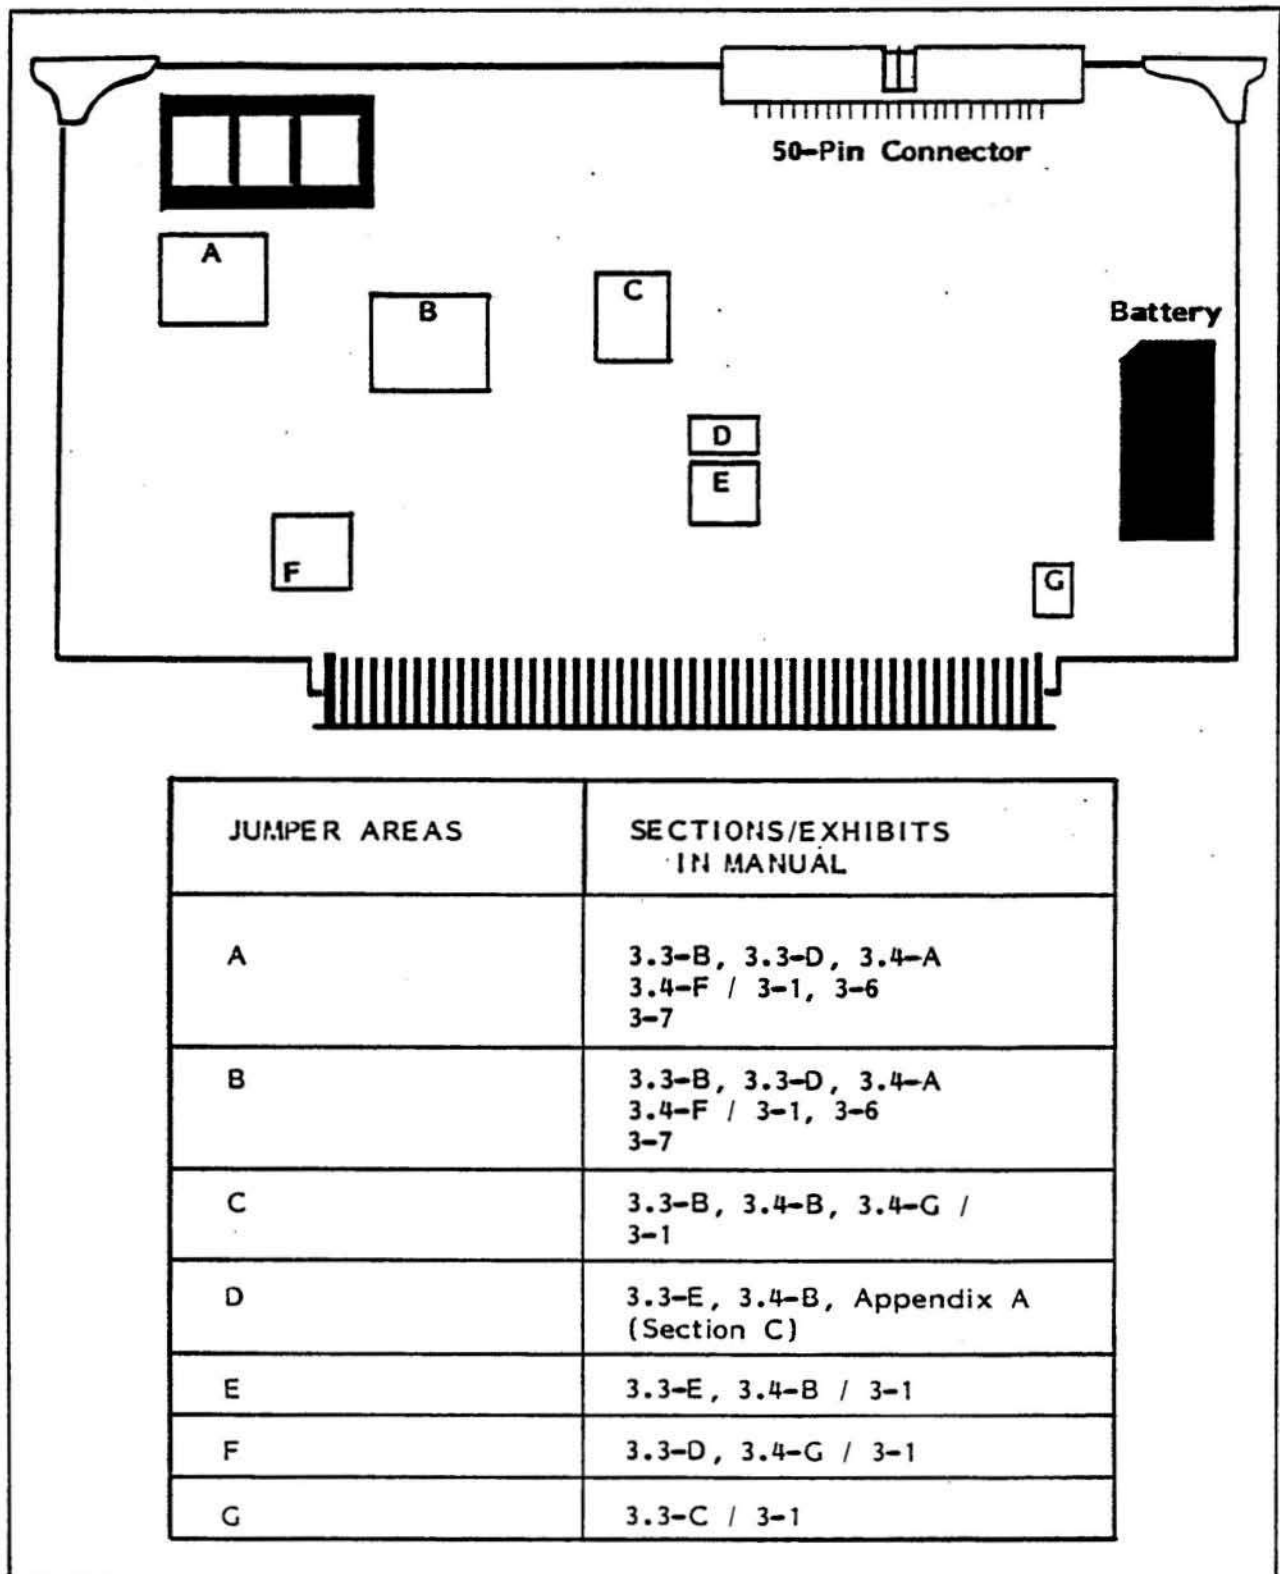 50-Pin Connector
A
B
C
Battery
D
E
F
G
JUMPER AREAS
SECTIONS/EXHIBITS
IN MANUAL
A
3.3-B, 3.3-D, 3.4-A
3.4-F / 3-1, 3-6
3-7
B
3.3-B, 3.3-D, 3.4-A
3.4-F / 3-1, 3-6
3-7
C
3.3-B, 3.4-B, 3.4-G /
3-1
D
3.3-E, 3.4-B, Appendix A
(Section C)
E
3.3-E, 3.4-B / 3-1
F
3.3-D, 3.4-G / 3-1
G
3.3-C / 3-1